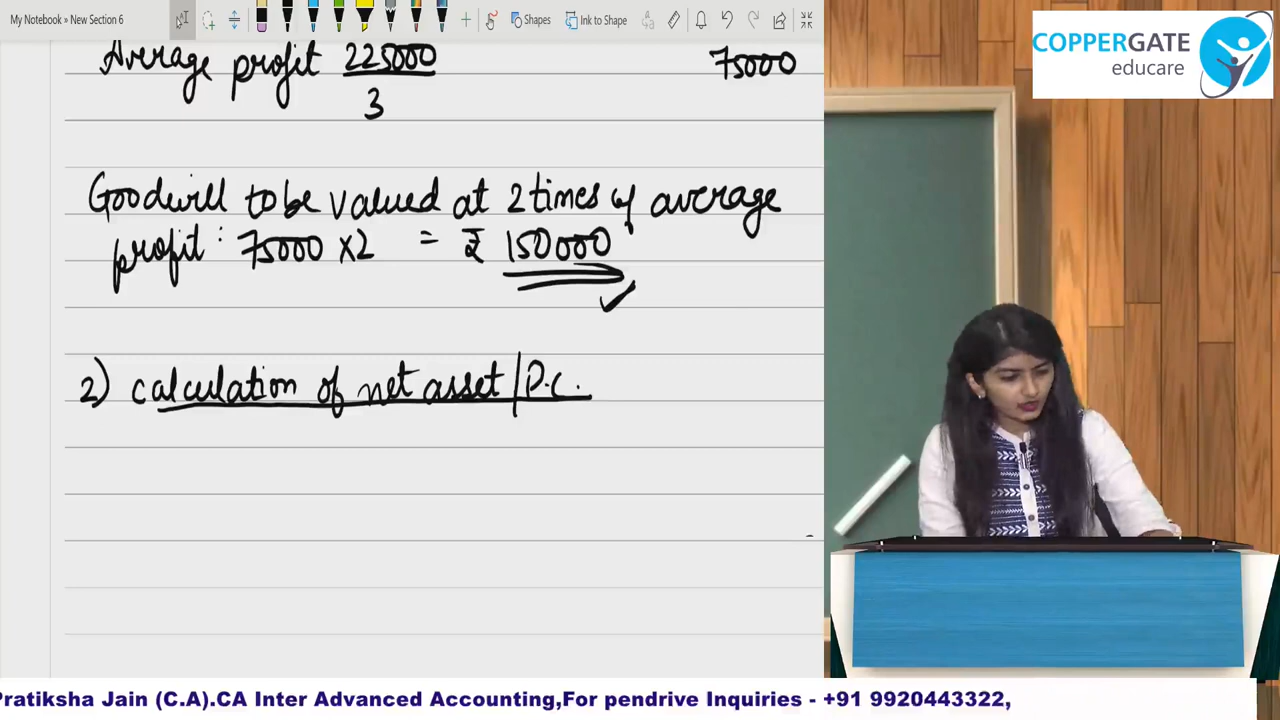 My Notebook » New Section 6
Shapes
Ink to Shape
COPPERGATE
educare
Average profit 225000
3
75000
Goodwill to be valued at 2 times of average
profit : 75000 x 2 = ₹ 150000
2) calculation of net asset / P.C.
Pratiksha Jain (C.A).CA Inter Advanced Accounting,For pendrive Inquiries - +91 9920443322,